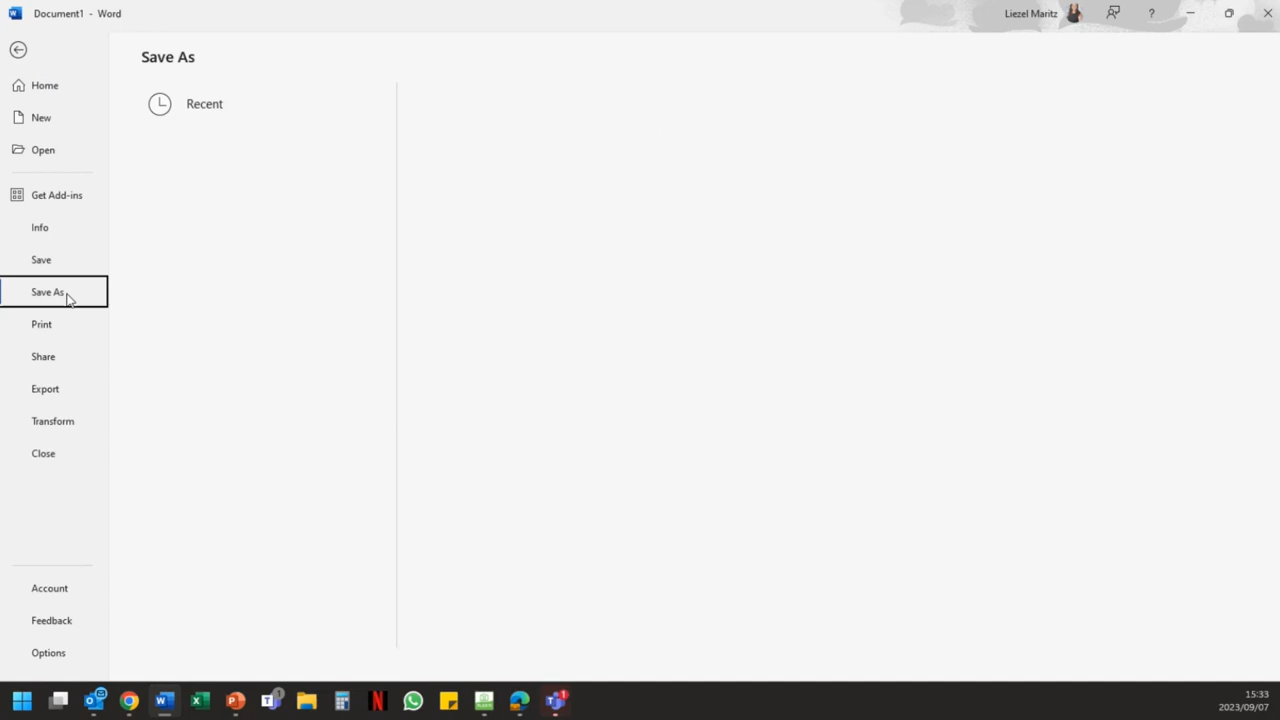 Document1 - Word
Liezel Maritz
?
Save As
Home
Recent
New
Open
Get Add-ins
Info
Save
Save As
Print
Share
Export
Transform
Close
Account
Feedback
Options
15:33
2023/09/07